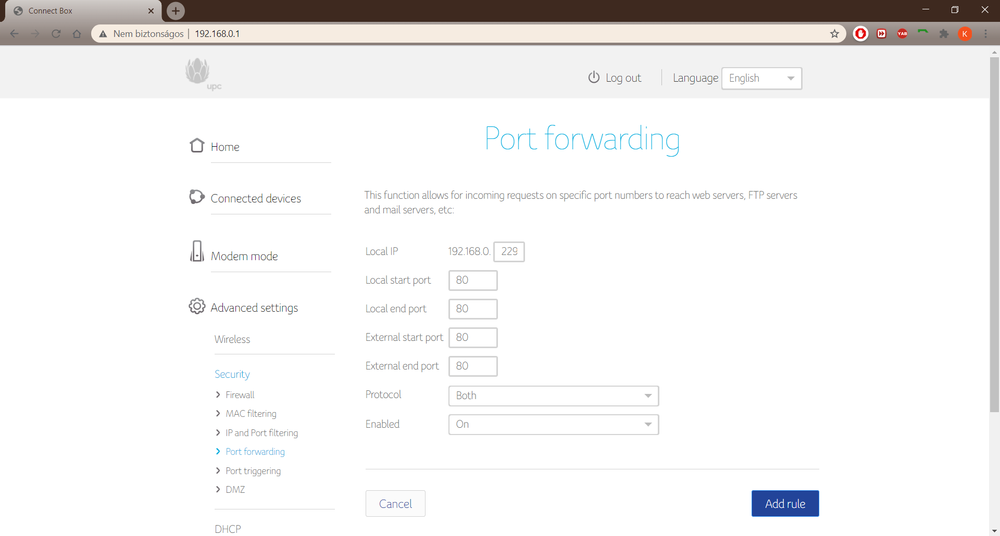 Connect Box
Nem biztonságos | 192.168.0.1
YAB
K
upc
Log out
Language
English
Home
Connected devices
Modem mode
Advanced settings
Wireless
Security
Firewall
MAC filtering
IP and Port filtering
Port forwarding
Port triggering
DMZ
DHCP
Port forwarding
This function allows for incoming requests on specific port numbers to reach web servers, FTP servers
and mail servers, etc:
Local IP 192.168.0. 229
Local start port 80
Local end port 80
External start port 80
External end port 80
Protocol Both
Enabled On
Cancel
Add rule